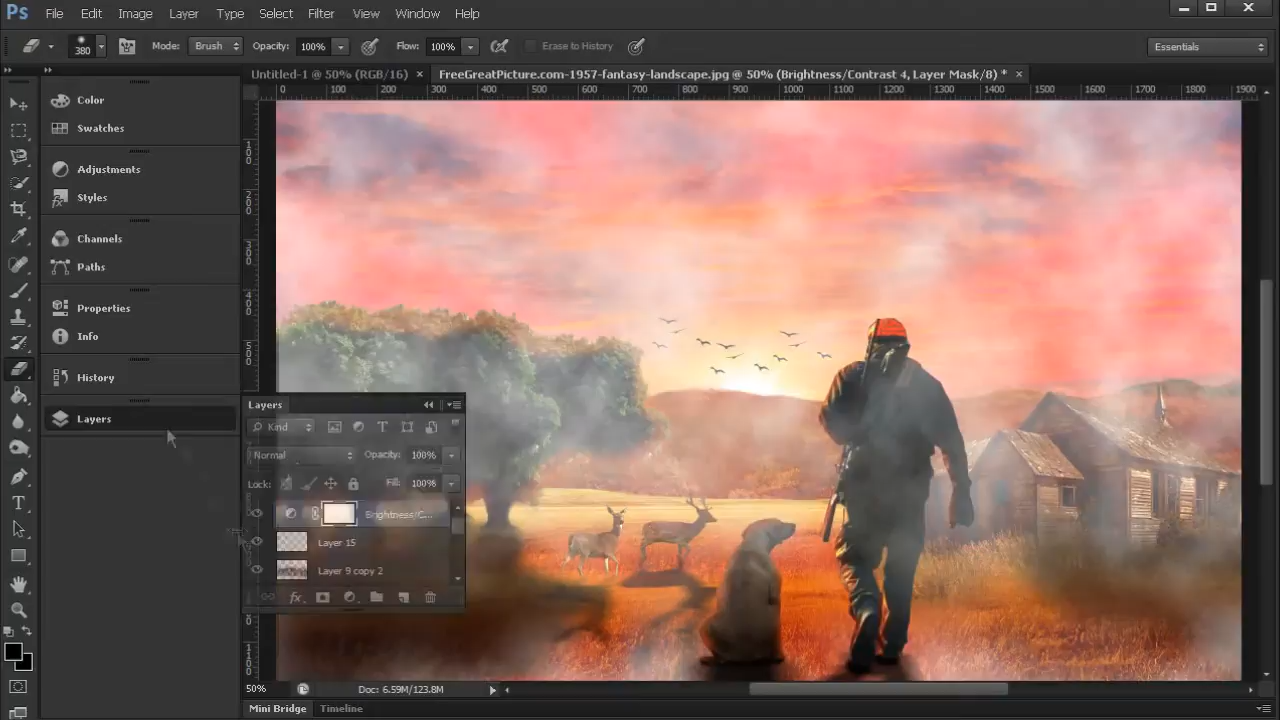 Ps File Edit Image Layer Type Select Filter View Window Help
380 Mode: Brush Opacity: 100% Flow: 100% Erase to History Essentials
Untitled-1 @ 50% (RGB/16) × FreeGreatPicture.com-1957-fantasy-landscape.jpg @ 50% (Brightness/Contrast 4, Layer Mask/8) * ×
0 100 200 300 400 500 600 700 800 900 1000 1100 1200 1300 1400 1500 1600 1700 1800 1900
Color
Swatches
Adjustments
Styles
Channels
Paths
Properties
Info
History
Layers
Layers
Kind
Normal Opacity: 100%
Lock: Fill: 100%
Brightness/C...
Layer 15
Layer 9 copy 2
50% Doc: 6.59M/123.8M
Mini Bridge Timeline